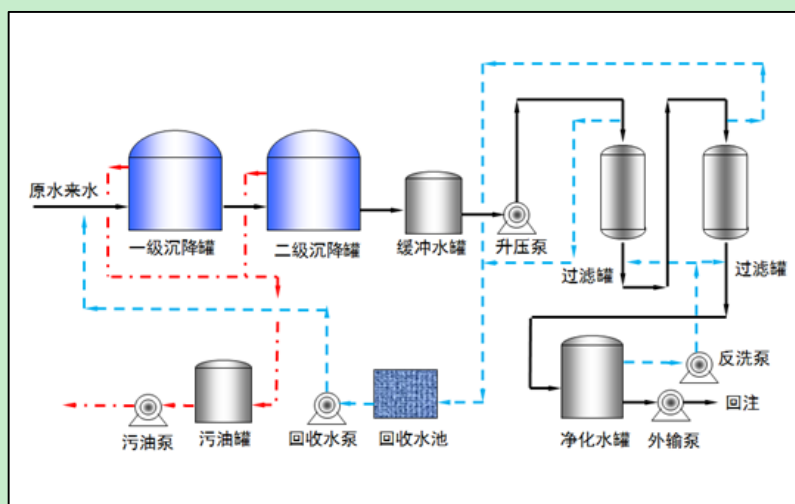 原水来水
一级沉降罐
二级沉降罐
缓冲水罐
升压泵
过滤罐
过滤罐
反洗泵
回注
污油泵
污油罐
回收水泵
回收水池
净化水罐
外输泵